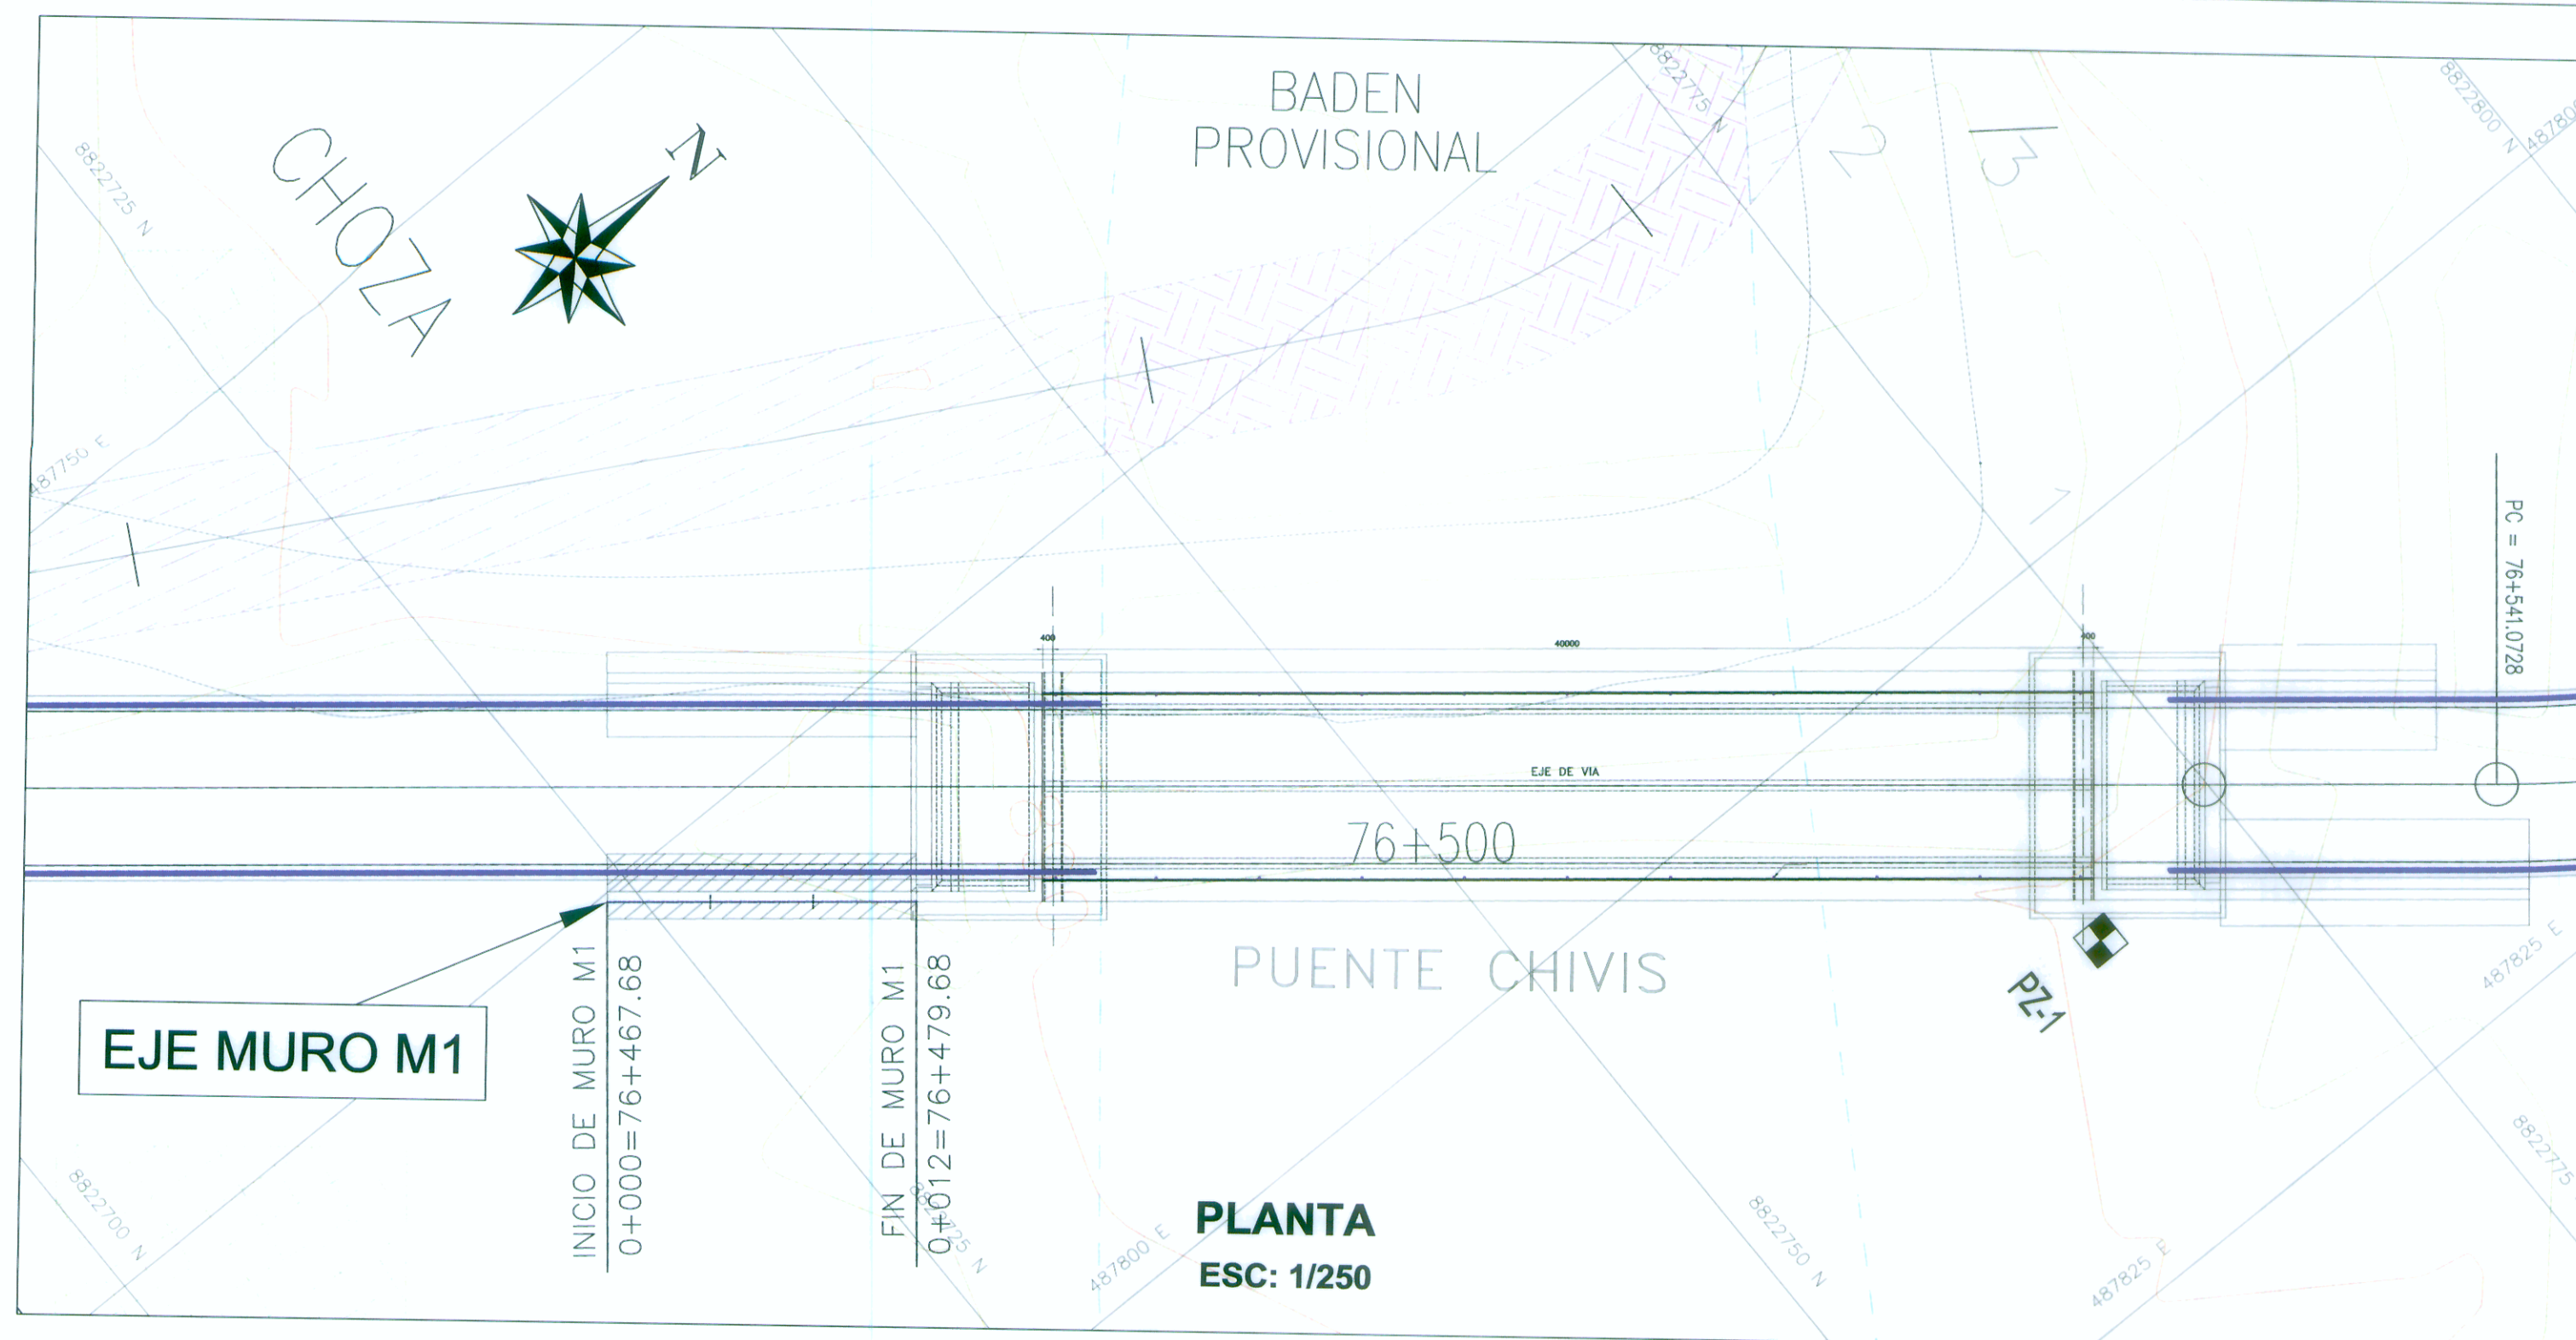 BADEN
PROVISIONAL
8822775 N
8822800 N
2
13
CHOZA
N
8822725 N
487750 E
1
PC = 76+541.0728
400
40000
400
EJE DE VIA
76+500
PUENTE CHIVIS
PZ-1
487825 E
EJE MURO M1
INICIO DE MURO M1
0+000=76+467.68
FIN DE MURO M1
0+012=76+479.68
8822700 N
8822725 N
487800 E
PLANTA
ESC: 1/250
8822750 N
487825 E
8822775